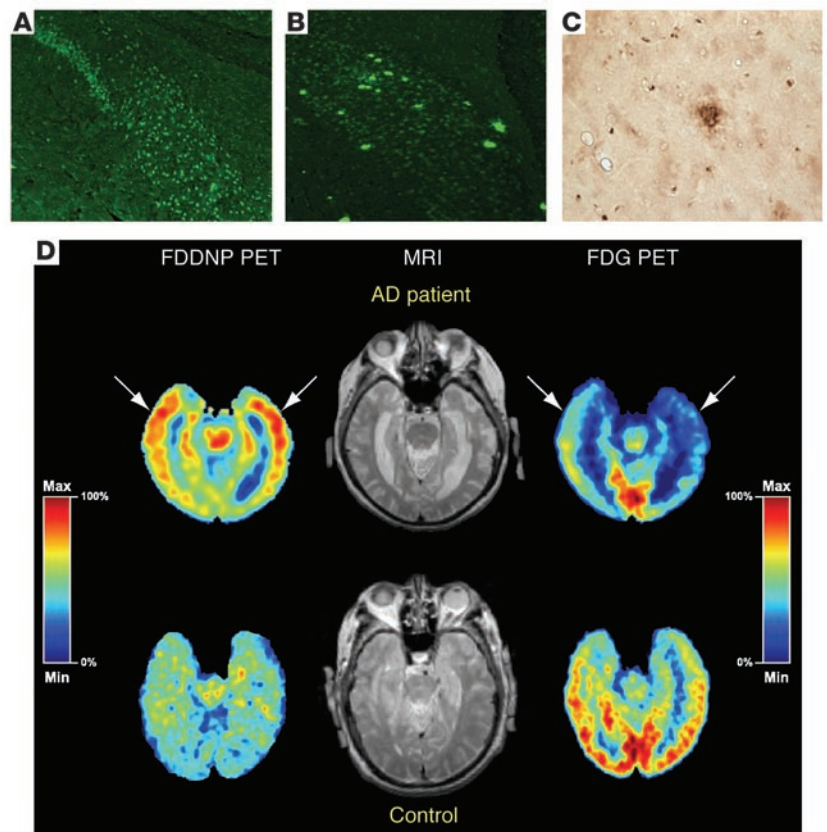 A
B
C
D
FDDNP PET
MRI
FDG PET
AD patient
Max
100%
0%
Min
Max
100%
0%
Min
Control